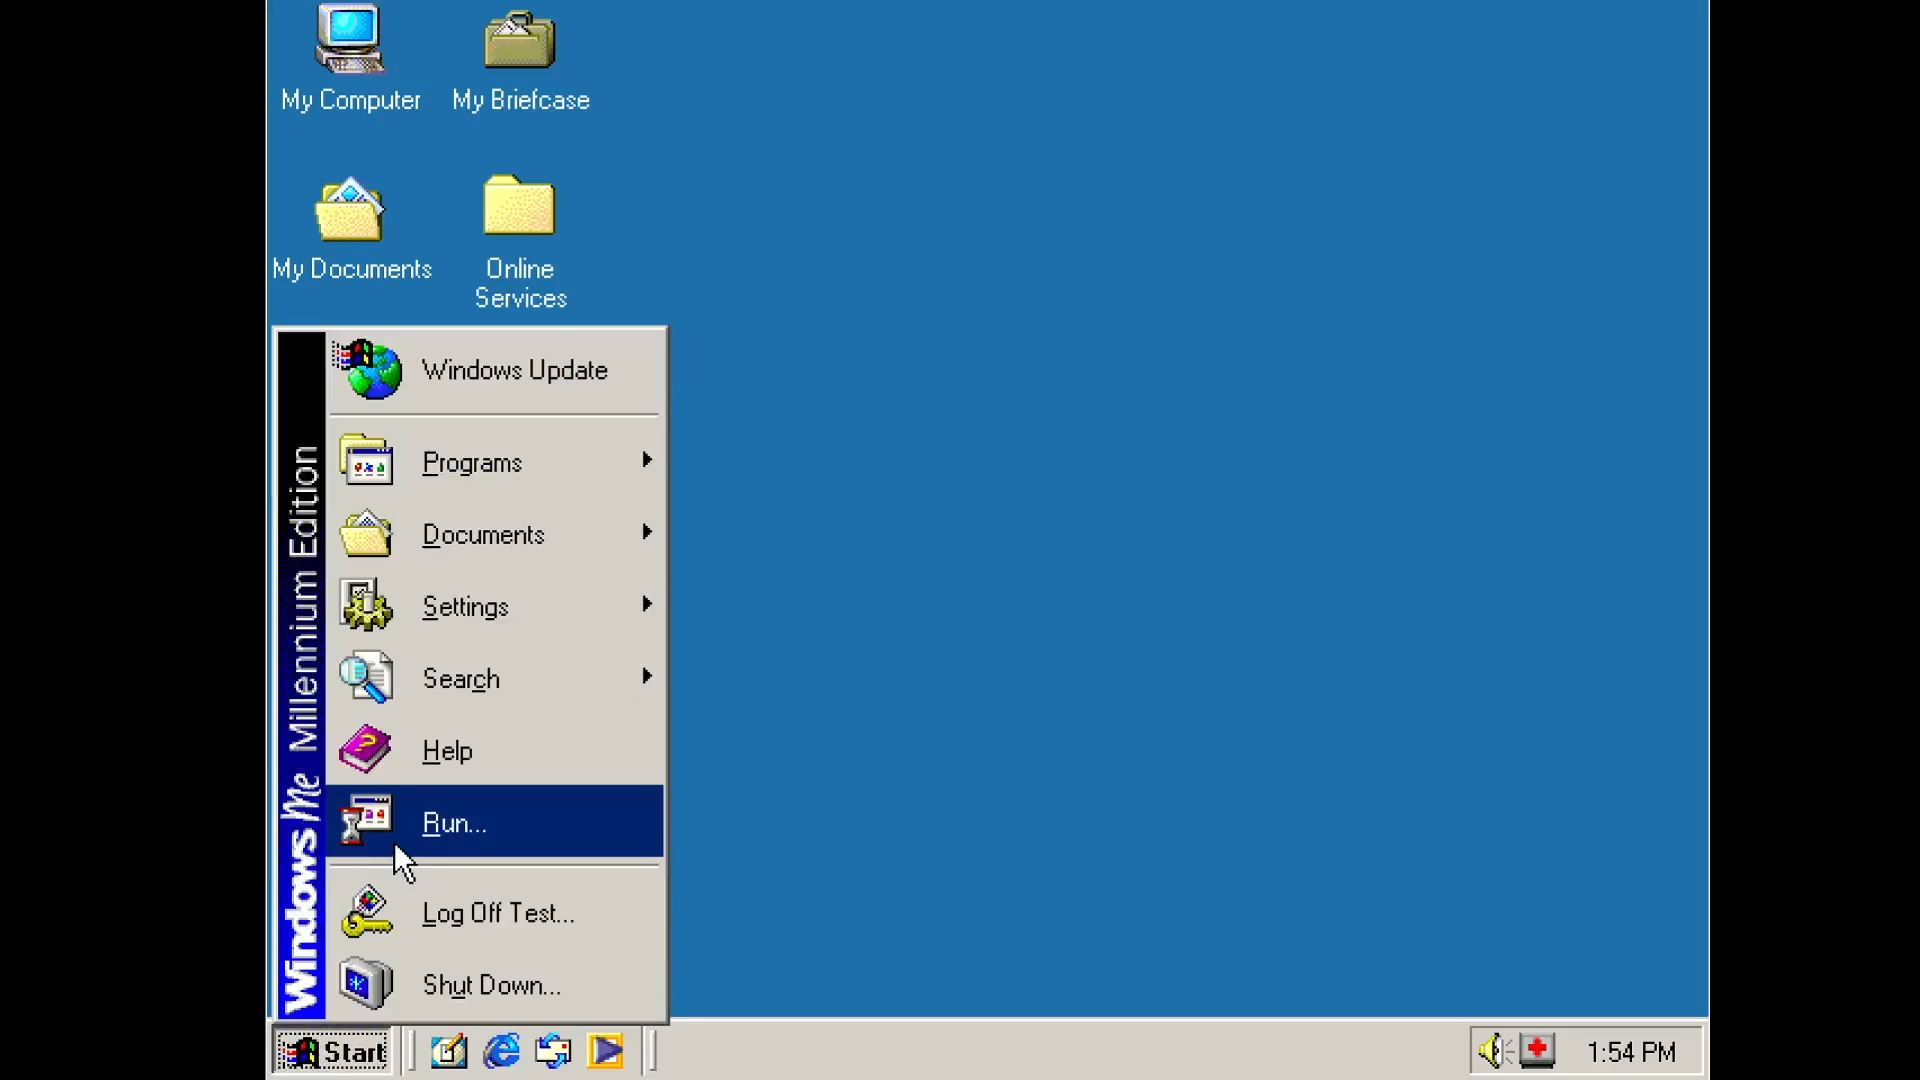 My Computer
My Briefcase
My Documents
Online
Services
Windows Update
Programs
Documents
Settings
Search
Help
Run...
Log Off Test...
Shut Down...
Windows Me Millennium Edition
Start
1:54 PM